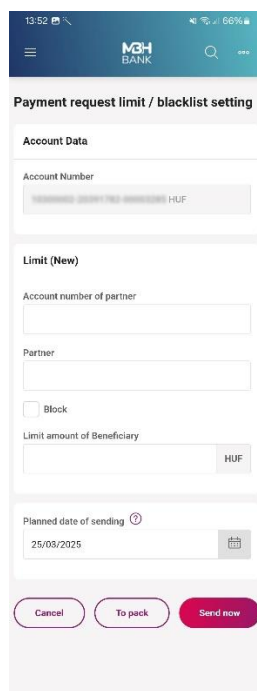 13:52 66%
MBH
BANK
Payment request limit / blacklist setting
Account Data
Account Number
HUF
Limit (New)
Account number of partner
Partner
Block
Limit amount of Beneficiary
HUF
Planned date of sending ?
25/03/2025
Cancel To pack Send now